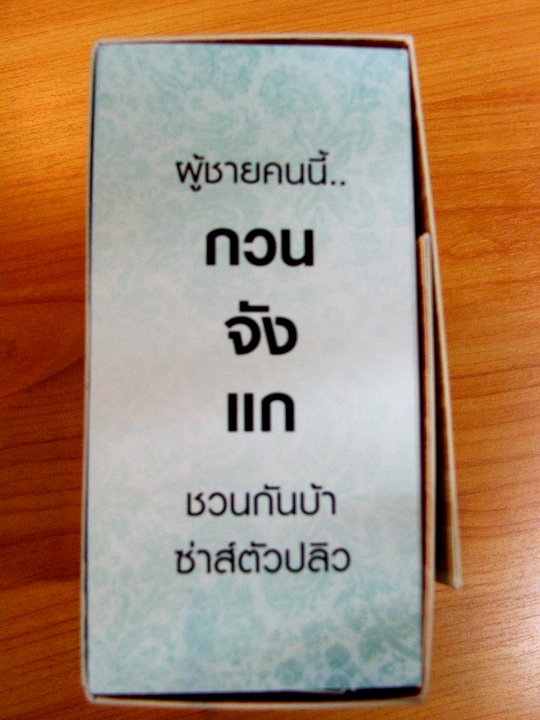 ผู้ชายคนนี้..
กวน
จัง
แก
ชวนกันบ้า
ซ่าส์ตัวปลิว